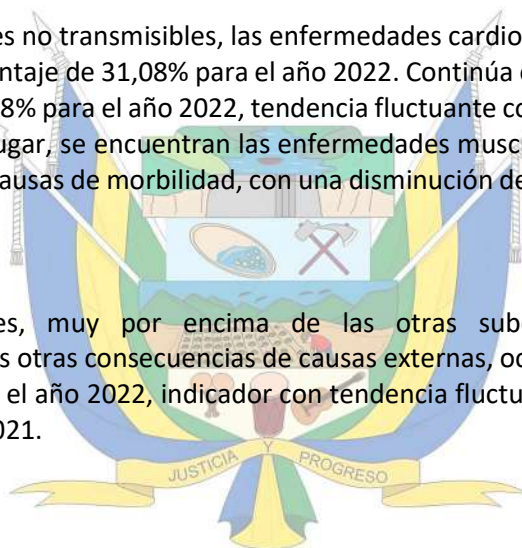 es no transmisibles, las enfermedades cardio
ntaje de 31,08% para el año 2022. Continúa
8% para el año 2022, tendencia fluctuante co
ugar, se encuentran las enfermedades musc
ausas de morbilidad, con una disminución de
es, muy por encima de las otras sub
s otras consecuencias de causas externas, o
el año 2022, indicador con tendencia fluctu
021.
JUSTICIA Y PROGRESO